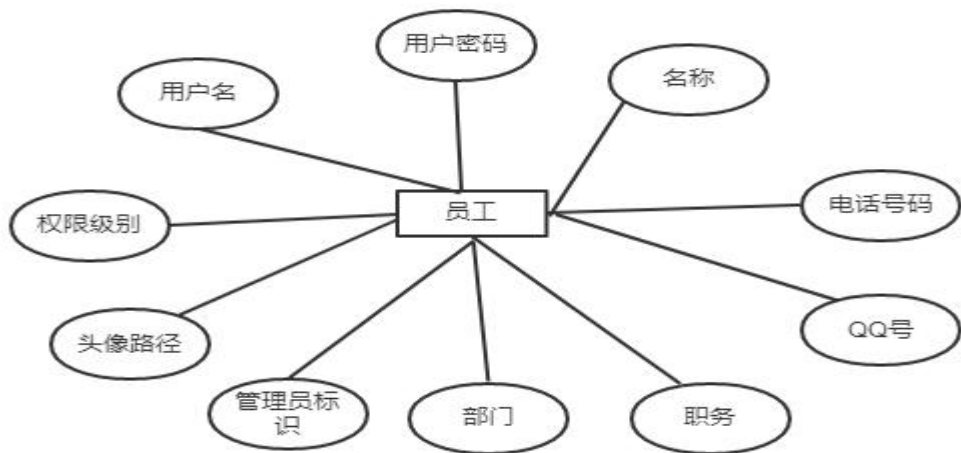 用户密码
名称
用户名
员工
电话号码
权限级别
头像路径
QQ号
管理员标
识
部门
职务